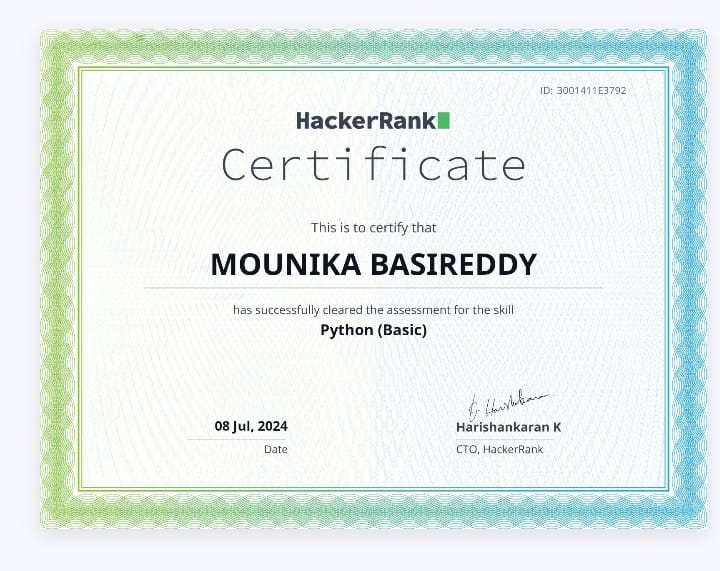 ID: 3001411E3792
HackerRank
Certificate
This is to certify that
MOUNIKA BASIREDDY
has successfully cleared the assessment for the skill
Python (Basic)
08 Jul, 2024
Date
K. Harishankaran
Harishankaran K
CTO, HackerRank